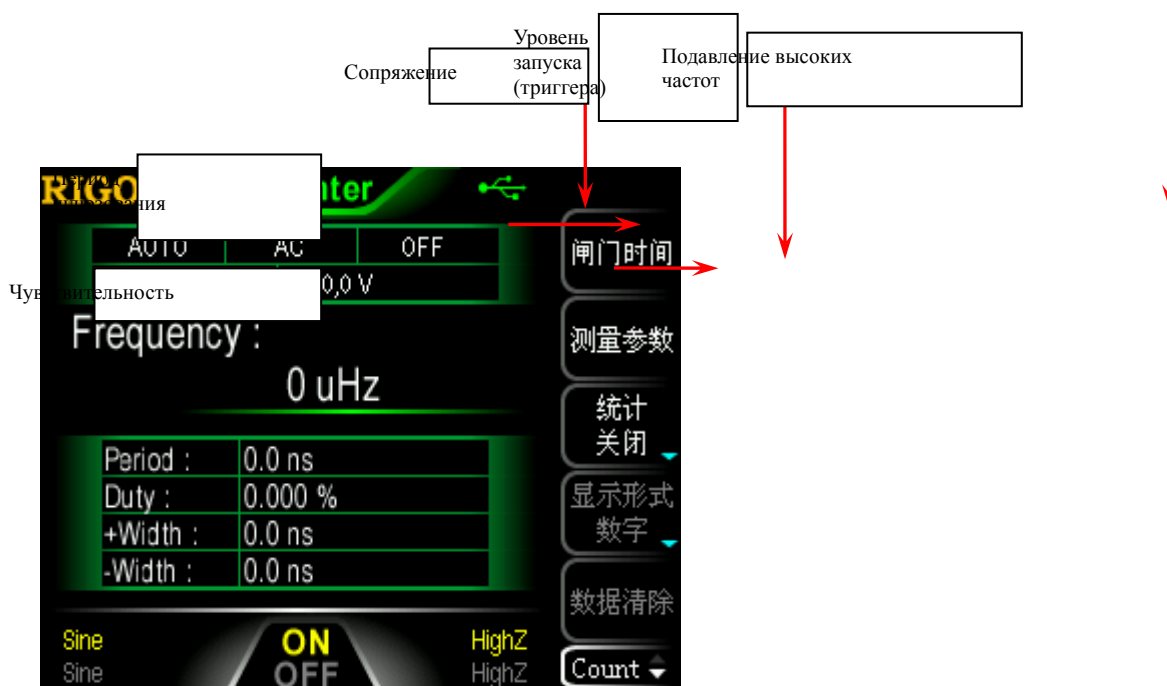 Сопряжение
Уровень
запуска
(триггера)
Подавление высоких
частот
Период
AUTO AC OFF
0,0 V
Чувствительность
Frequency :
0 uHz
Period : 0.0 ns
Duty : 0.000 %
+Width : 0.0 ns
-Width : 0.0 ns
Sine ON HighZ
Sine OFF HighZ
闸门时间
测量参数
统计
关闭
显示形式
数字
数据清除
Count